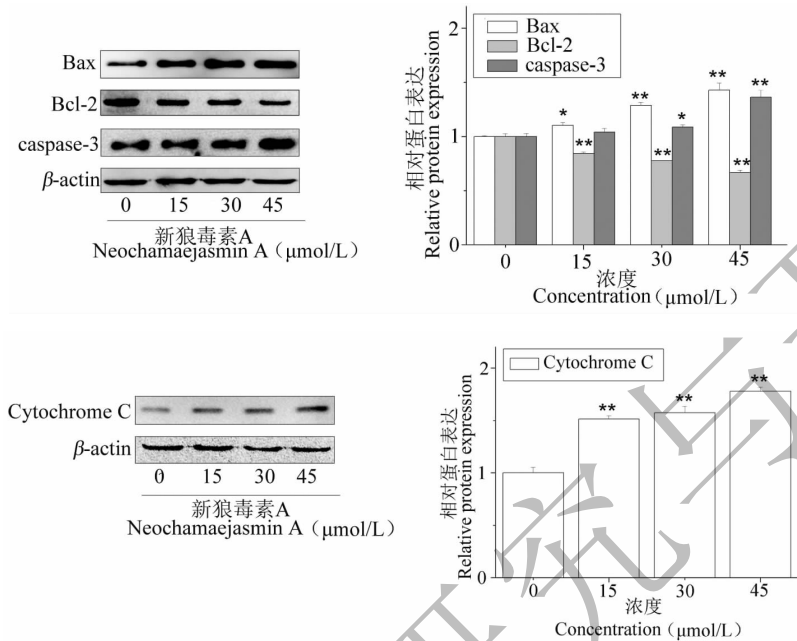 Bax
Bcl-2
caspase-3
β-actin
0 15 30 45
新狼毒素A
Neochamaejasmin A（μmol/L）
相对蛋白表达
Relative protein expression
2
1
0
Bax
Bcl-2
caspase-3
* ** ** ** * ** ** **
0 15 30 45
浓度
Concentration（μmol/L）
Cytochrome C
β-actin
0 15 30 45
新狼毒素A
Neochamaejasmin A（μmol/L）
相对蛋白表达
Relative protein expression
2
1
0
Cytochrome C
** ** **
0 15 30 45
浓度
Concentration（μmol/L）